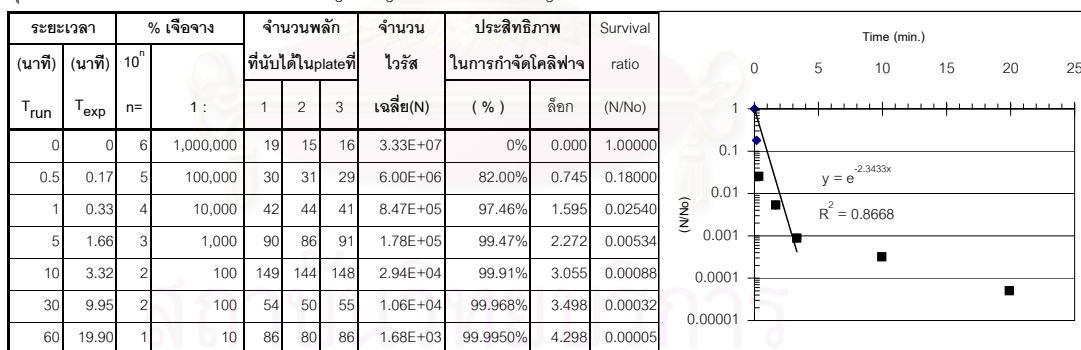 ระยะเวลา % เจือจาง จำนวนพลัก จำนวน ประสิทธิภาพ Survival
(นาที) (นาที) 10^n ที่นับได้ในplateที่ ไวรัส ในการกำจัดโคลิฟาจ ratio
Trun Texp n= 1 : 1 2 3 เฉลี่ย(N) ( % ) ล็อก (N/No)
0 0 6 1,000,000 19 15 16 3.33E+07 0% 0.000 1.00000
0.5 0.17 5 100,000 30 31 29 6.00E+06 82.00% 0.745 0.18000
1 0.33 4 10,000 42 44 41 8.47E+05 97.46% 1.595 0.02540
5 1.66 3 1,000 90 86 91 1.78E+05 99.47% 2.272 0.00534
10 3.32 2 100 149 144 148 2.94E+04 99.91% 3.055 0.00088
30 9.95 2 100 54 50 55 1.06E+04 99.968% 3.498 0.00032
60 19.90 1 10 86 80 86 1.68E+03 99.9950% 4.298 0.00005
Time (min.)
0 5 10 15 20 25
1
0.1
0.01
0.001
0.0001
0.00001
(N/No)
y = e^-2.3433x
R^2 = 0.8668